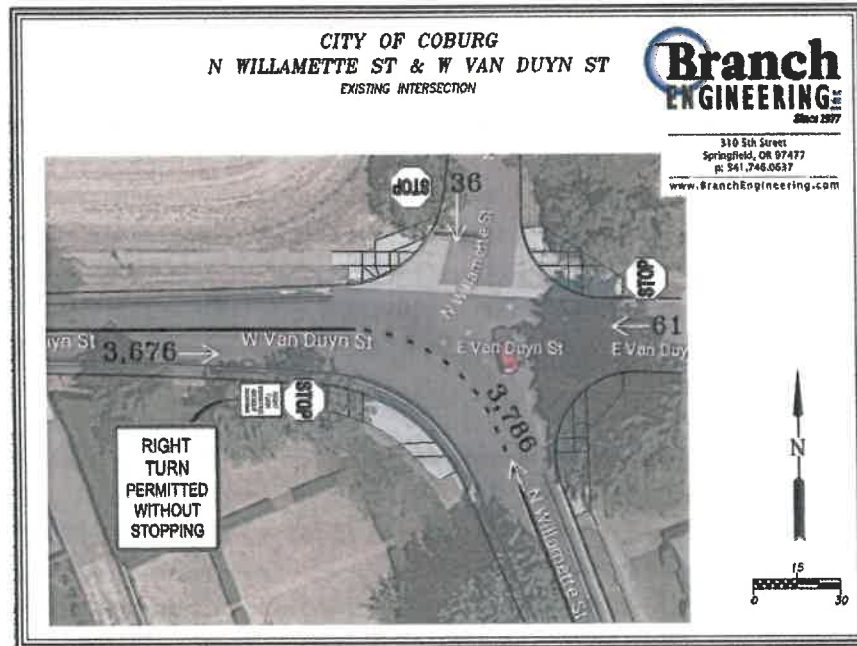 CITY OF COBURG
N WILLAMETTE ST & W VAN DUYN ST
EXISTING INTERSECTION
Branch
ENGINEERING
Since 1977
310 5th Street
Springfield, OR 97477
p: 541.746.0637
www.BranchEngineering.com
STOP
36
N Willamette St
STOP
61
3,676
W Van Duyn St
E Van Duyn St
E Van Duy
3,786
STOP
RIGHT
TURN
PERMITTED
WITHOUT
STOPPING
N Willamette St
N
15
0 30